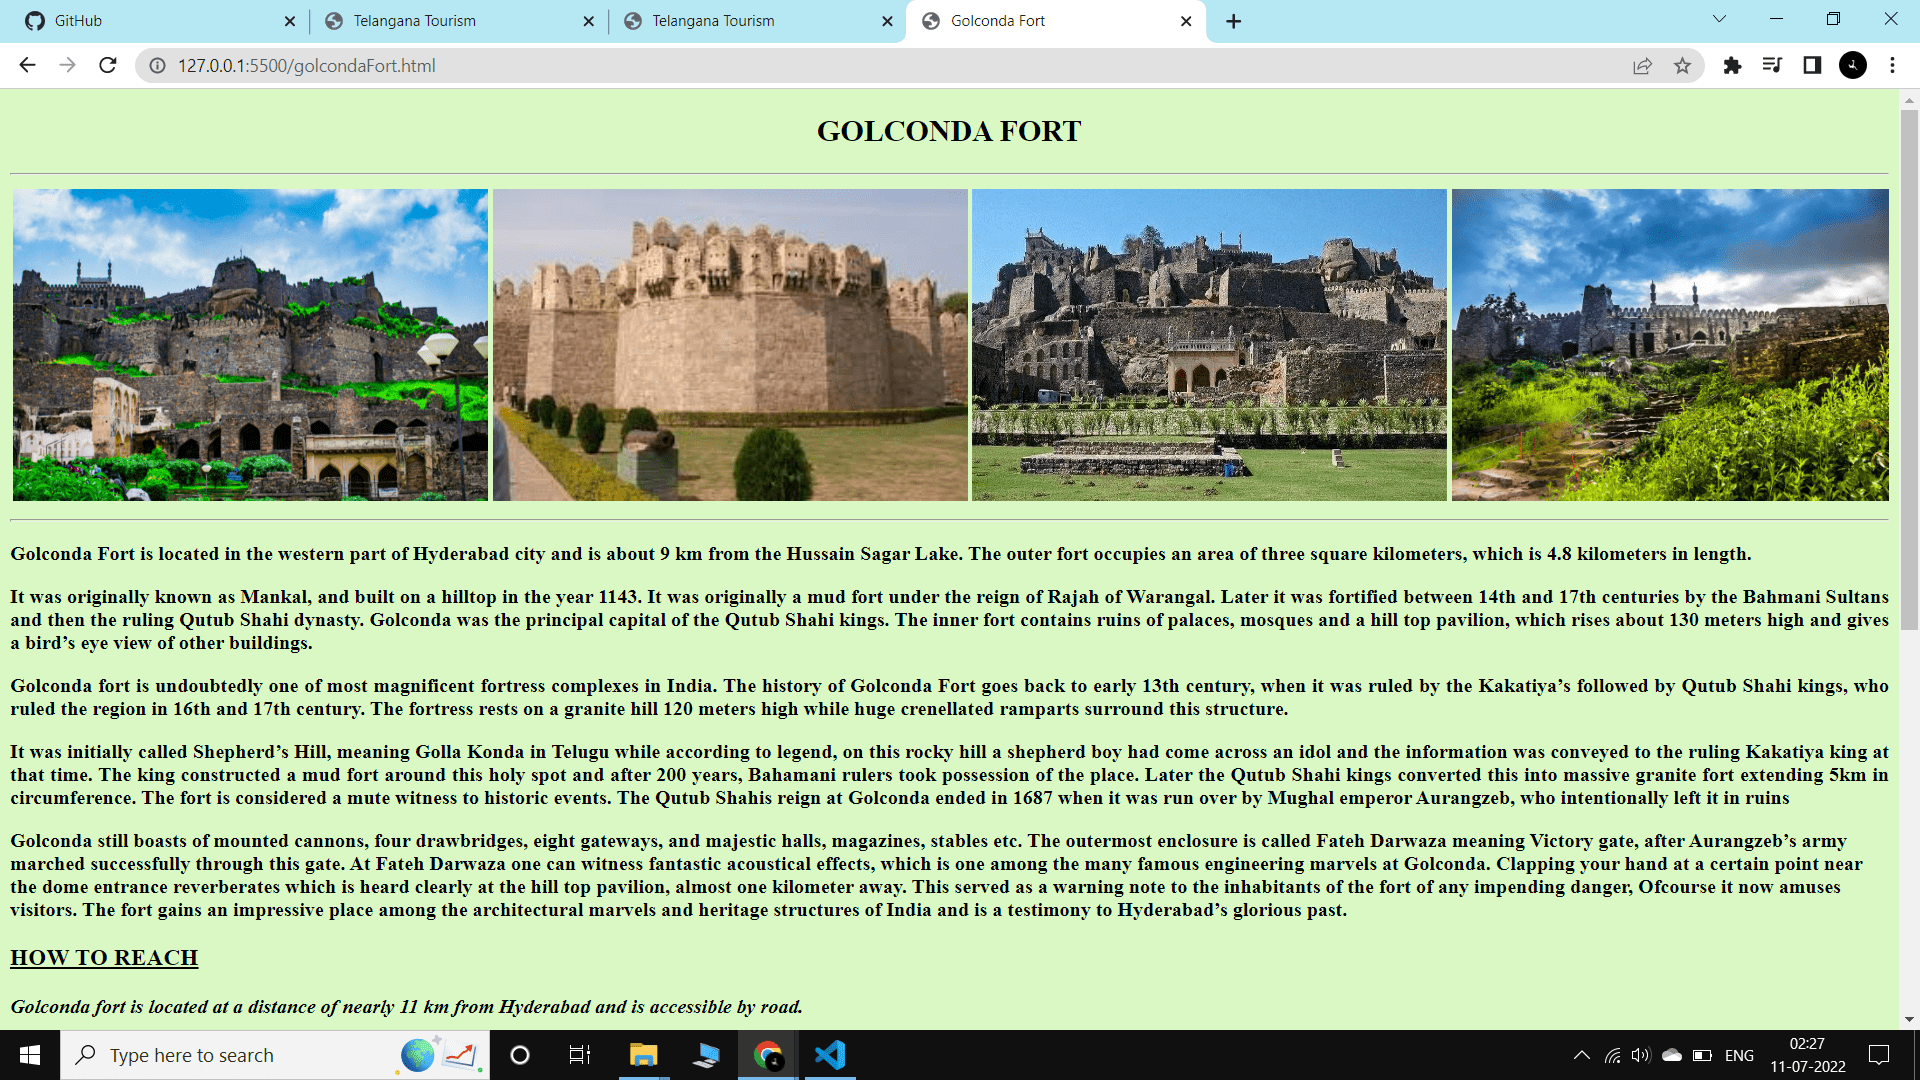 GitHub
Telangana Tourism
Telangana Tourism
Golconda Fort
127.0.0.1:5500/golcondaFort.html
GOLCONDA FORT
Golconda Fort is located in the western part of Hyderabad city and is about 9 km from the Hussain Sagar Lake. The outer fort occupies an area of three square kilometers, which is 4.8 kilometers in length.
It was originally known as Mankal, and built on a hilltop in the year 1143. It was originally a mud fort under the reign of Rajah of Warangal. Later it was fortified between 14th and 17th centuries by the Bahmani Sultans
and then the ruling Qutub Shahi dynasty. Golconda was the principal capital of the Qutub Shahi kings. The inner fort contains ruins of palaces, mosques and a hill top pavilion, which rises about 130 meters high and gives
a bird’s eye view of other buildings.
Golconda fort is undoubtedly one of most magnificent fortress complexes in India. The history of Golconda Fort goes back to early 13th century, when it was ruled by the Kakatiya’s followed by Qutub Shahi kings, who
ruled the region in 16th and 17th century. The fortress rests on a granite hill 120 meters high while huge crenellated ramparts surround this structure.
It was initially called Shepherd’s Hill, meaning Golla Konda in Telugu while according to legend, on this rocky hill a shepherd boy had come across an idol and the information was conveyed to the ruling Kakatiya king at
that time. The king constructed a mud fort around this holy spot and after 200 years, Bahamani rulers took possession of the place. Later the Qutub Shahi kings converted this into massive granite fort extending 5km in
circumference. The fort is considered a mute witness to historic events. The Qutub Shahis reign at Golconda ended in 1687 when it was run over by Mughal emperor Aurangzeb, who intentionally left it in ruins
Golconda still boasts of mounted cannons, four drawbridges, eight gateways, and majestic halls, magazines, stables etc. The outermost enclosure is called Fateh Darwaza meaning Victory gate, after Aurangzeb’s army
marched successfully through this gate. At Fateh Darwaza one can witness fantastic acoustical effects, which is one among the many famous engineering marvels at Golconda. Clapping your hand at a certain point near
the dome entrance reverberates which is heard clearly at the hill top pavilion, almost one kilometer away. This served as a warning note to the inhabitants of the fort of any impending danger, Ofcourse it now amuses
visitors. The fort gains an impressive place among the architectural marvels and heritage structures of India and is a testimony to Hyderabad’s glorious past.
HOW TO REACH
Golconda fort is located at a distance of nearly 11 km from Hyderabad and is accessible by road.
Type here to search
ENG
02:27
11-07-2022